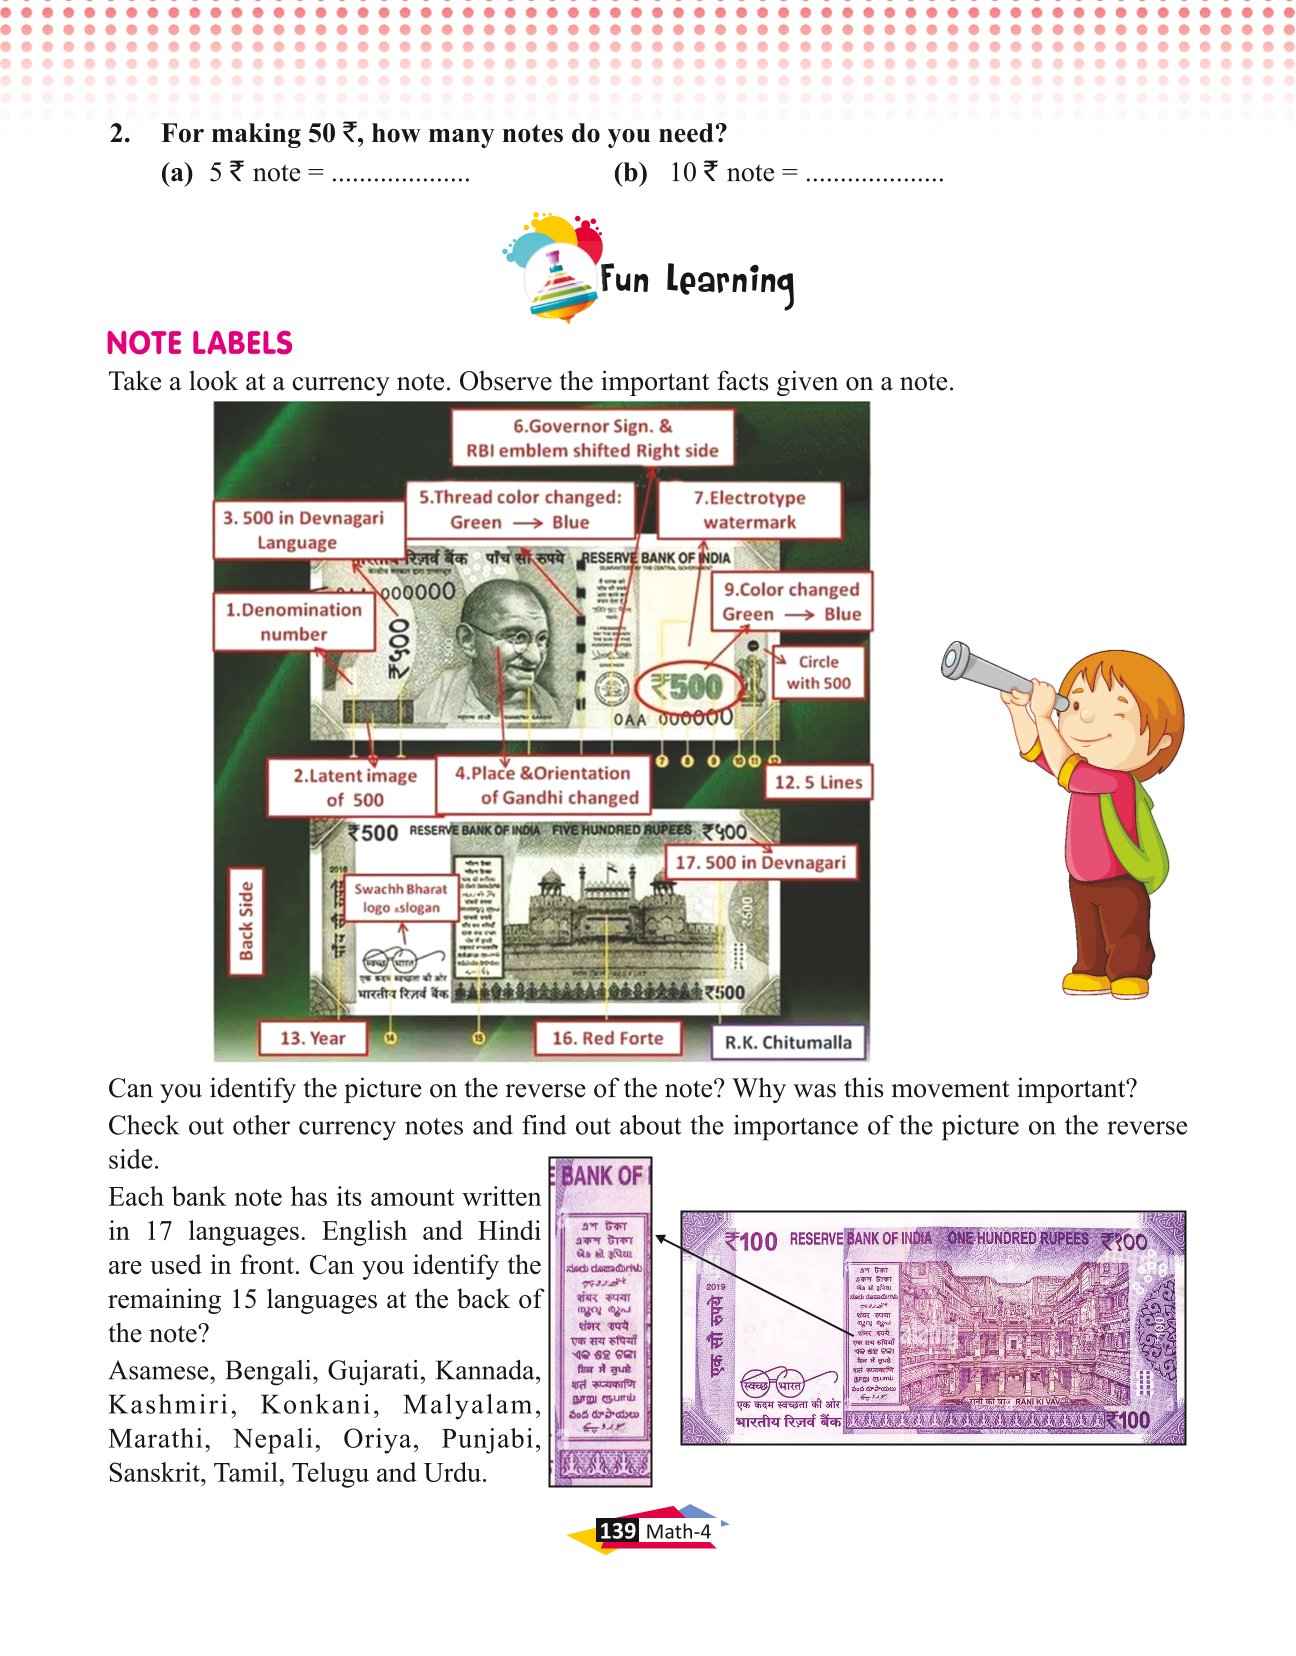 2. For making 50 ₹, how many notes do you need?
(a) 5 ₹ note = ....................
(b) 10 ₹ note = ....................
Fun Learning
NOTE LABELS
Take a look at a currency note. Observe the important facts given on a note.
6.Governor Sign. &
RBI emblem shifted Right side
5.Thread color changed:
Green → Blue
7.Electrotype
watermark
3. 500 in Devnagari
Language
रिज़र्व बैंक पाँच सौ रुपये RESERVE BANK OF INDIA
000000
9.Color changed
Green → Blue
1.Denomination
number
₹५००
Circle
with 500
₹500
0AA 000000
7 8 9 10 11 12
2.Latent image
of 500
4.Place &Orientation
of Gandhi changed
12. 5 Lines
₹500 RESERVE BANK OF INDIA FIVE HUNDRED RUPEES ₹५००
17. 500 in Devnagari
Back Side
Swachh Bharat
logo &slogan
स्वच्छ भारत
एक कदम स्वच्छता की ओर
भारतीय रिज़र्व बैंक
₹500
13. Year
14
15
16. Red Forte
R.K. Chitumalla
Can you identify the picture on the reverse of the note? Why was this movement important?
Check out other currency notes and find out about the importance of the picture on the reverse
side.
Each bank note has its amount written
in 17 languages. English and Hindi
are used in front. Can you identify the
remaining 15 languages at the back of
the note?
Asamese, Bengali, Gujarati, Kannada,
Kashmiri, Konkani, Malyalam,
Marathi, Nepali, Oriya, Punjabi,
Sanskrit, Tamil, Telugu and Urdu.
BANK OF
₹100 RESERVE BANK OF INDIA ONE HUNDRED RUPEES ₹१००
2019
एक सौ रुपये
स्वच्छ भारत
एक कदम स्वच्छता की ओर
भारतीय रिज़र्व बैंक
रानी की वाव RANI KI VAV
₹100
139 Math-4